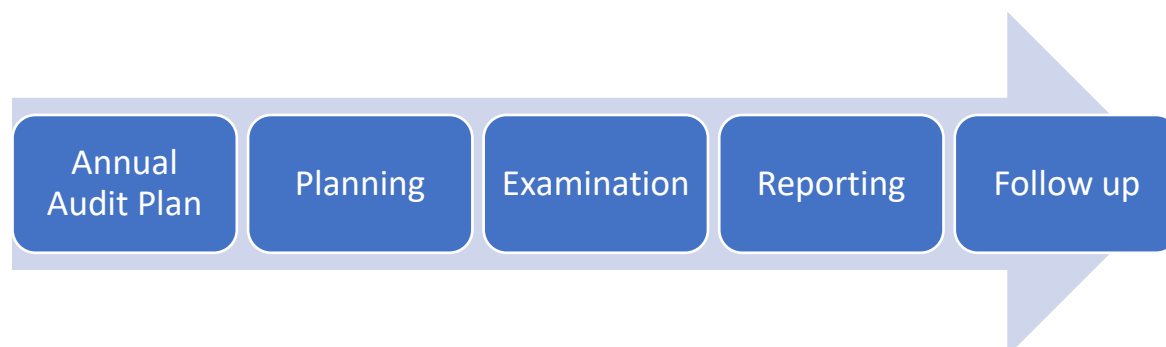 Annual
Audit Plan
Planning
Examination
Reporting
Follow up